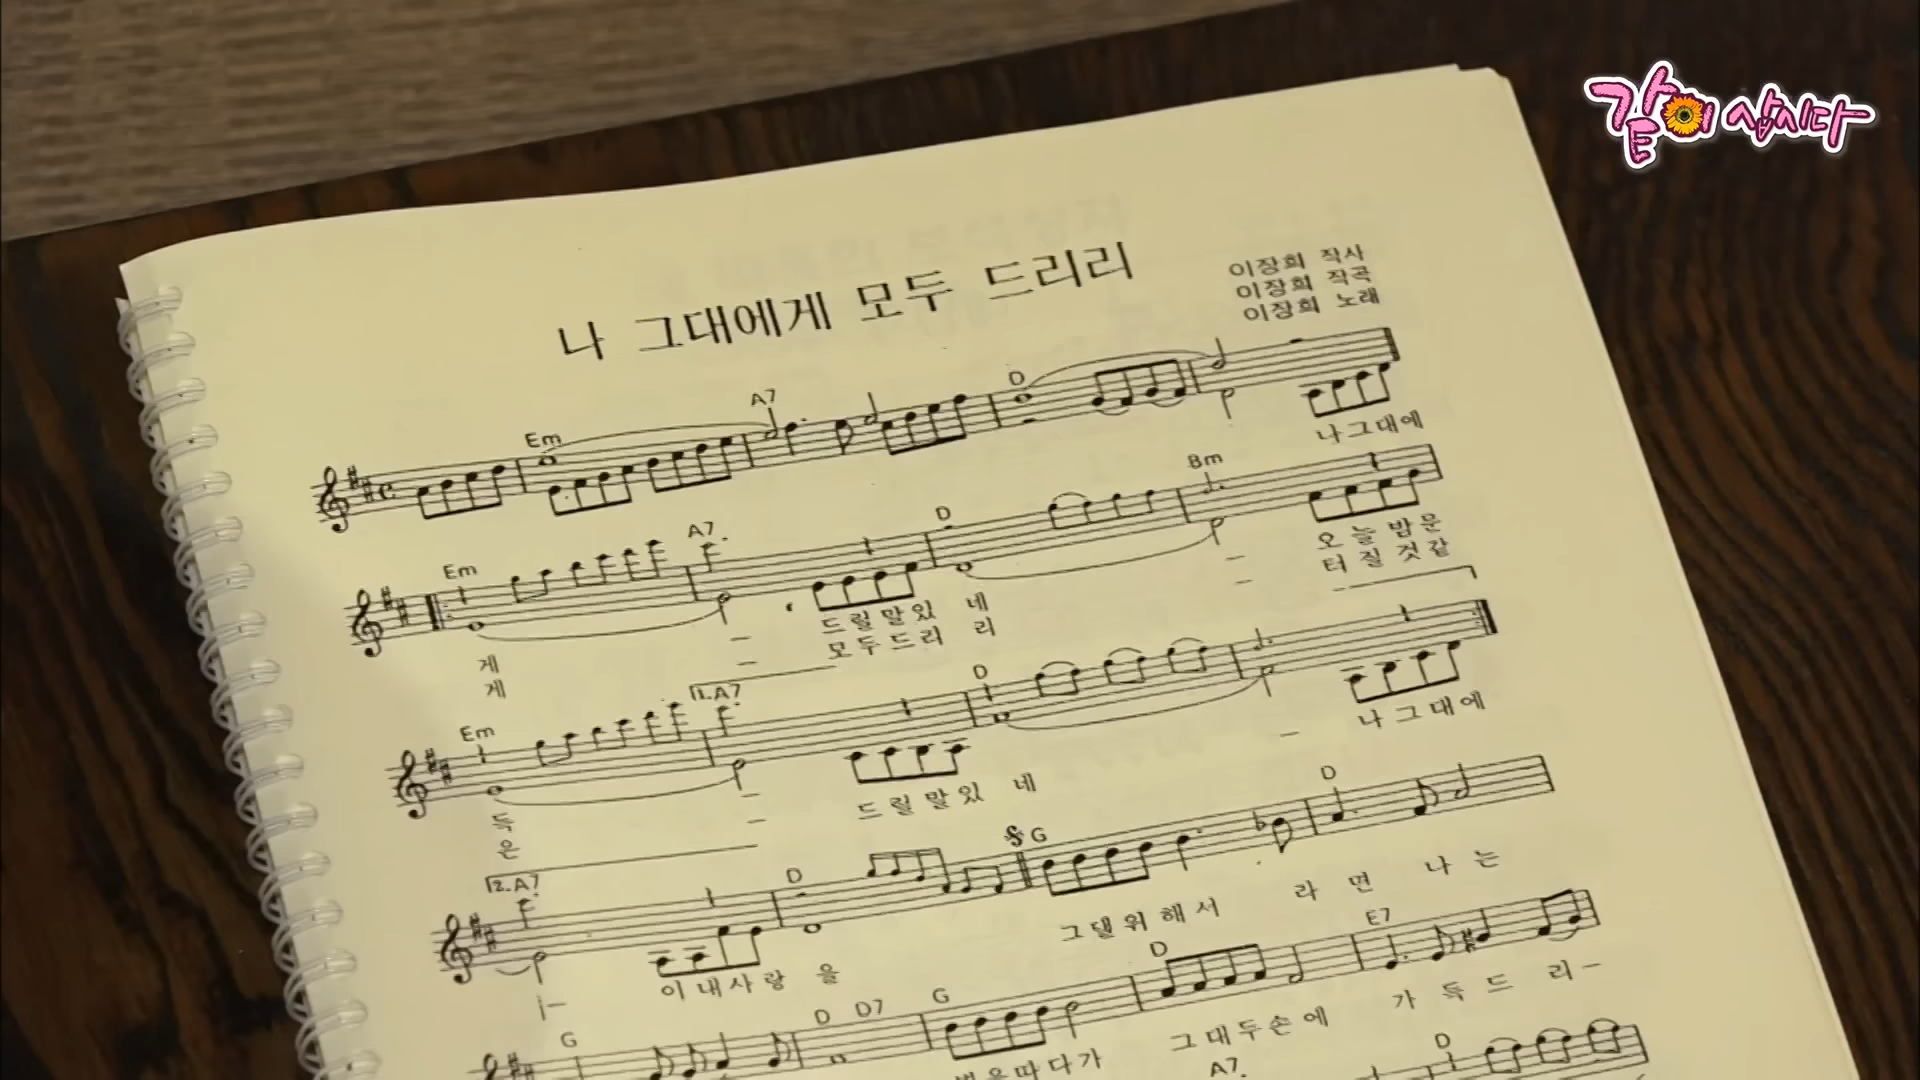 같이 삽시다
나 그대에게 모두 드리리
이장희 작사
이장희 작곡
이장희 노래
Em A7 D
나그대에
Em A7 D Bm
게 - 드릴말있 네 - 오늘밤문
게 - 모두드리 리 - 터질것같
Em 1.A7 D
득 - 드릴말있 네 - 나그대에
은 -
2.A7 D G D
이내사랑 을 그댈위해서 라면 나는
G D D7 G D E7
따다가 그대두손에 가득드 리-
A7 D